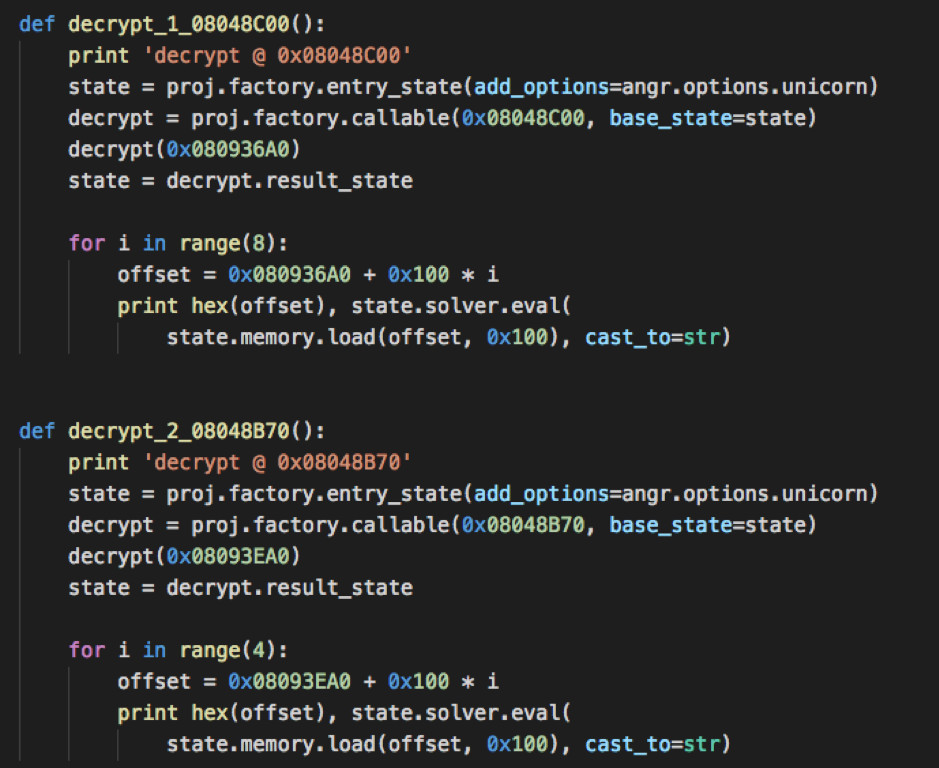 def decrypt_1_08048C00():
    print 'decrypt @ 0x08048C00'
    state = proj.factory.entry_state(add_options=angr.options.unicorn)
    decrypt = proj.factory.callable(0x08048C00, base_state=state)
    decrypt(0x080936A0)
    state = decrypt.result_state

    for i in range(8):
        offset = 0x080936A0 + 0x100 * i
        print hex(offset), state.solver.eval(
            state.memory.load(offset, 0x100), cast_to=str)


def decrypt_2_08048B70():
    print 'decrypt @ 0x08048B70'
    state = proj.factory.entry_state(add_options=angr.options.unicorn)
    decrypt = proj.factory.callable(0x08048B70, base_state=state)
    decrypt(0x08093EA0)
    state = decrypt.result_state

    for i in range(4):
        offset = 0x08093EA0 + 0x100 * i
        print hex(offset), state.solver.eval(
            state.memory.load(offset, 0x100), cast_to=str)